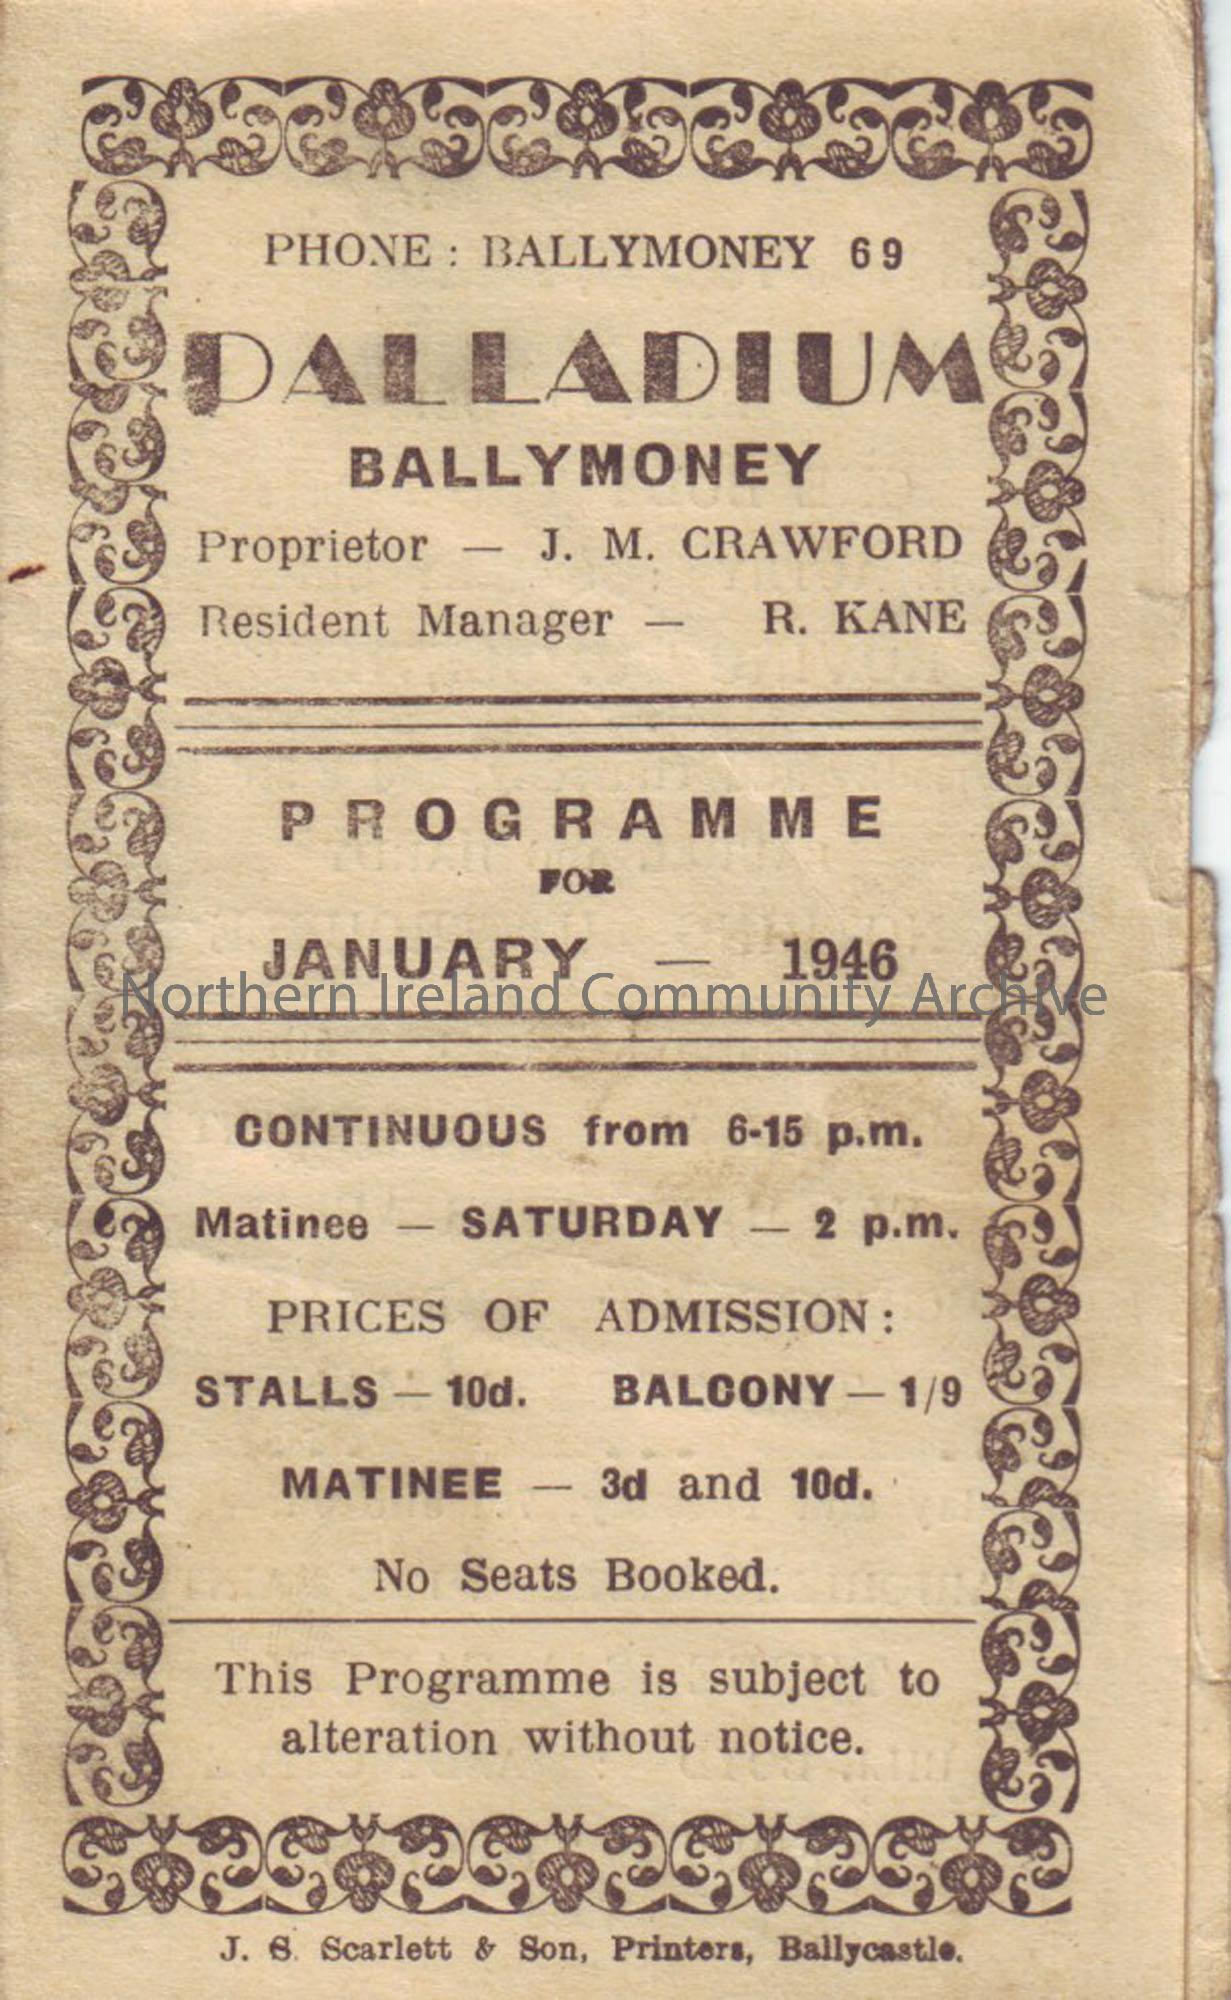 PHONE : BALLYMONEY 69
PALLADIUM
BALLYMONEY
Proprietor — J. M. CRAWFORD
Resident Manager — R. KANE
PROGRAMME
FOR
JANUARY — 1946
Northern Ireland Community Archive
CONTINUOUS from 6-15 p.m.
Matinee — SATURDAY — 2 p.m.
PRICES OF ADMISSION :
STALLS — 10d. BALCONY — 1/9
MATINEE — 3d and 10d.
No Seats Booked.
This Programme is subject to
alteration without notice.
J. S. Scarlett & Son, Printers, Ballycastle.